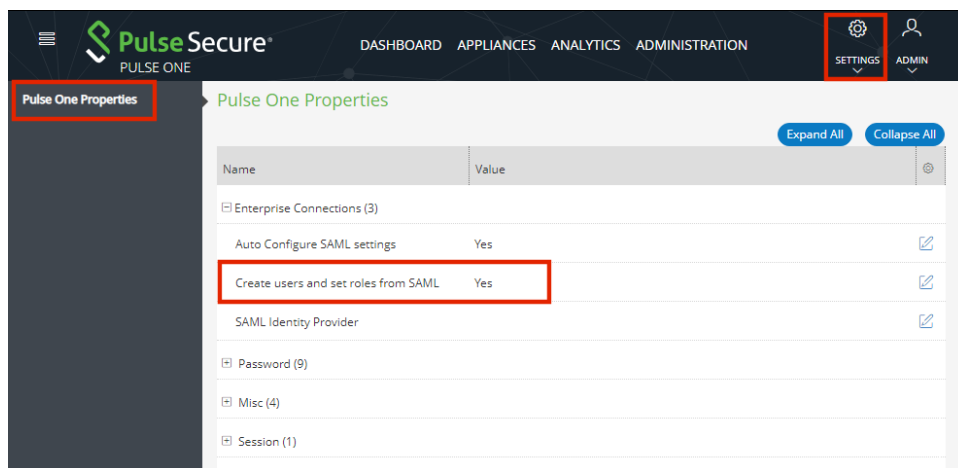 Pulse Secure®
PULSE ONE
DASHBOARD APPLIANCES ANALYTICS ADMINISTRATION
SETTINGS
ADMIN
Pulse One Properties
Pulse One Properties
Expand All
Collapse All
Name Value
Enterprise Connections (3)
Auto Configure SAML settings Yes
Create users and set roles from SAML Yes
SAML Identity Provider
Password (9)
Misc (4)
Session (1)